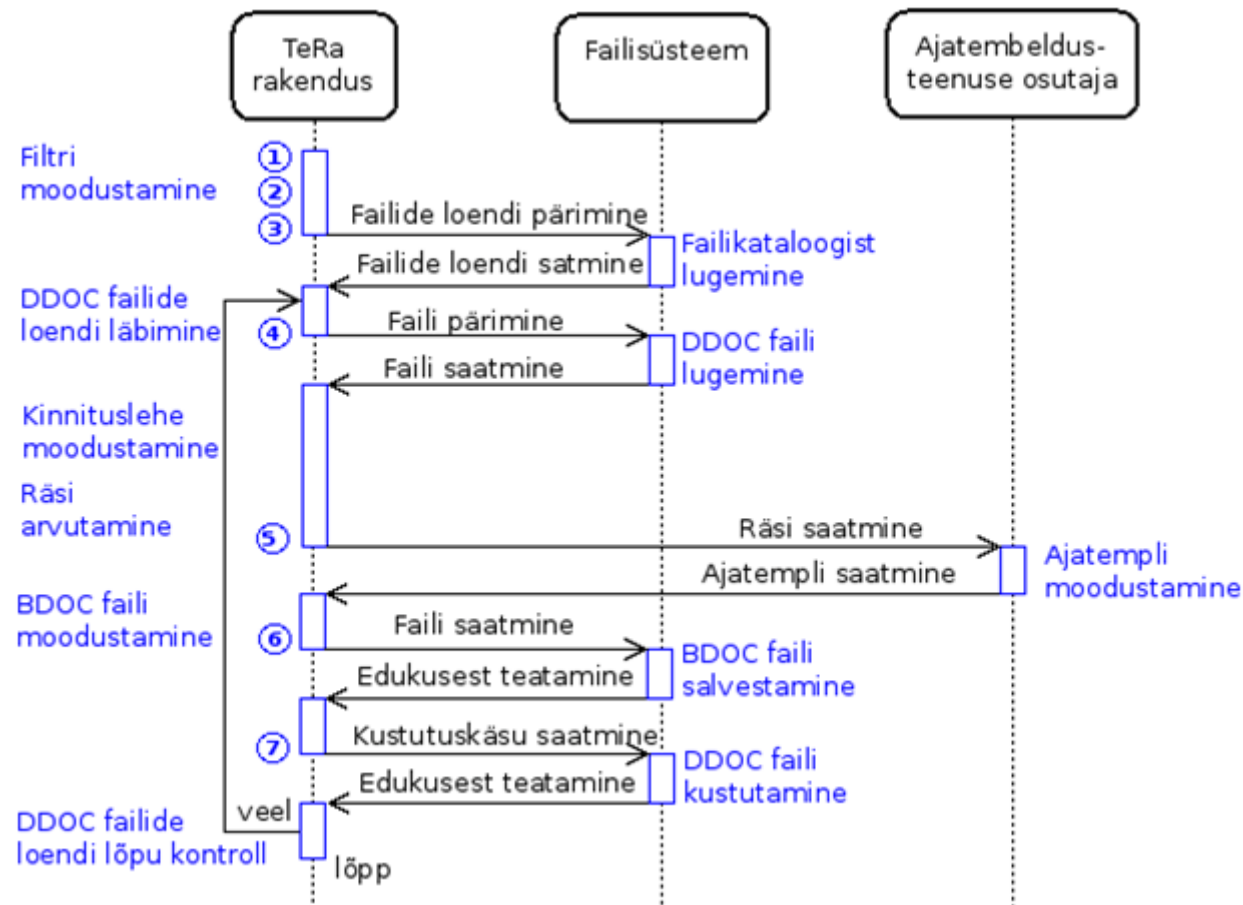 TeRa
rakendus
Failisüsteem
Ajatembeldus-
teenuse osutaja
Filtri
moodustamine
1
2
3
Failide loendi pärimine
Failikataloogist
lugemine
Failide loendi satmine
DDOC failide
loendi läbimine
4
Faili pärimine
DDOC faili
lugemine
Faili saatmine
Kinnituslehe
moodustamine
Räsi
arvutamine
5
Räsi saatmine
Ajatempli
moodustamine
Ajatempli saatmine
BDOC faili
moodustamine
6
Faili saatmine
BDOC faili
salvestamine
Edukusest teatamine
7
Kustutuskäsu saatmine
DDOC faili
kustutamine
Edukusest teatamine
veel
DDOC failide
loendi lõpu kontroll
lõpp